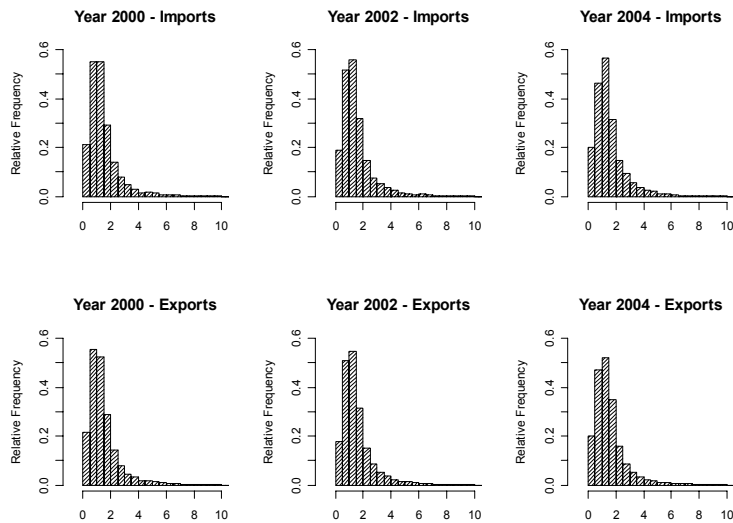 Year 2000 - Imports
Relative Frequency
0.0 0.2 0.4 0.6
0 2 4 6 8 10
Year 2002 - Imports
Relative Frequency
0.0 0.2 0.4 0.6
0 2 4 6 8 10
Year 2004 - Imports
Relative Frequency
0.0 0.2 0.4 0.6
0 2 4 6 8 10
Year 2000 - Exports
Relative Frequency
0.0 0.2 0.4 0.6
0 2 4 6 8 10
Year 2002 - Exports
Relative Frequency
0.0 0.2 0.4 0.6
0 2 4 6 8 10
Year 2004 - Exports
Relative Frequency
0.0 0.2 0.4 0.6
0 2 4 6 8 10